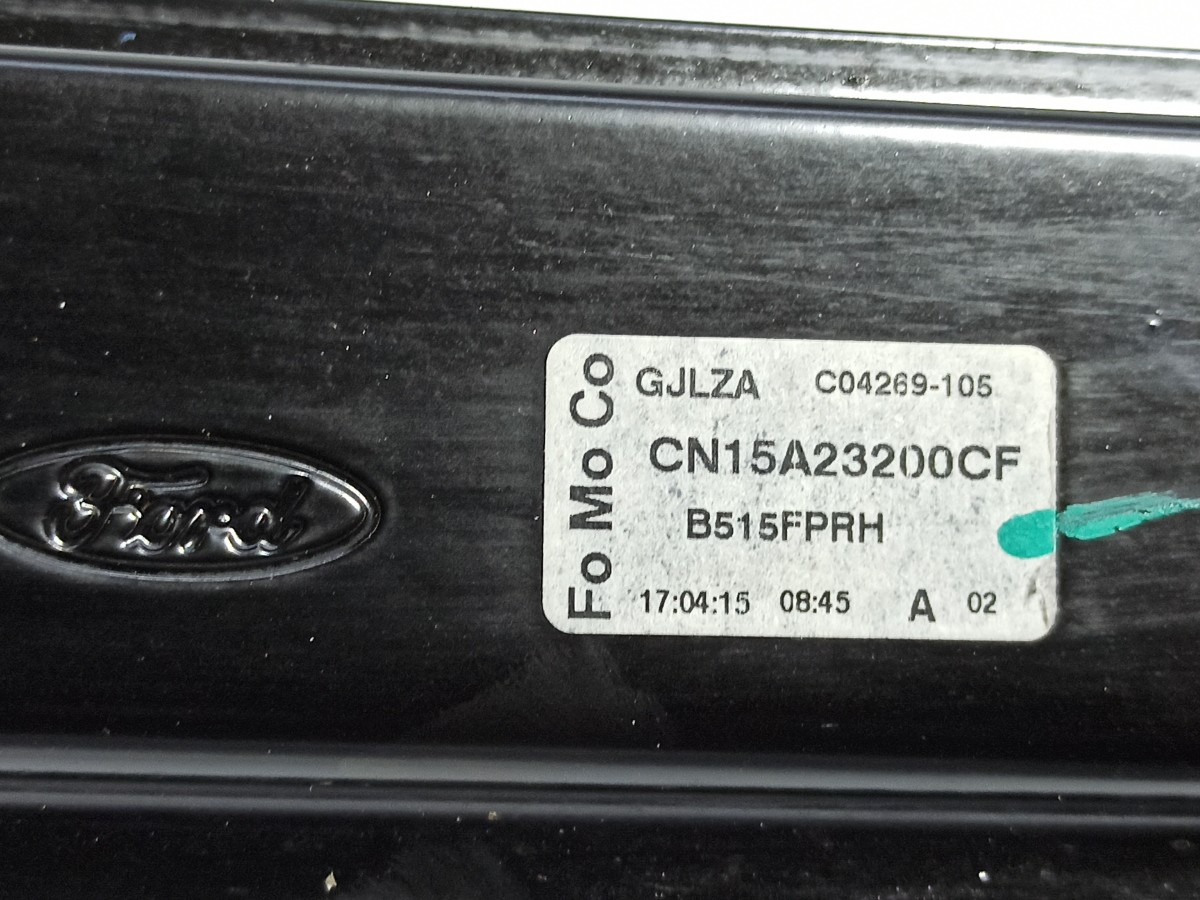 Ford
Fo Mo Co
GJLZA C04269-105
CN15A23200CF
B515FPRH
17:04:15 08:45 A 02